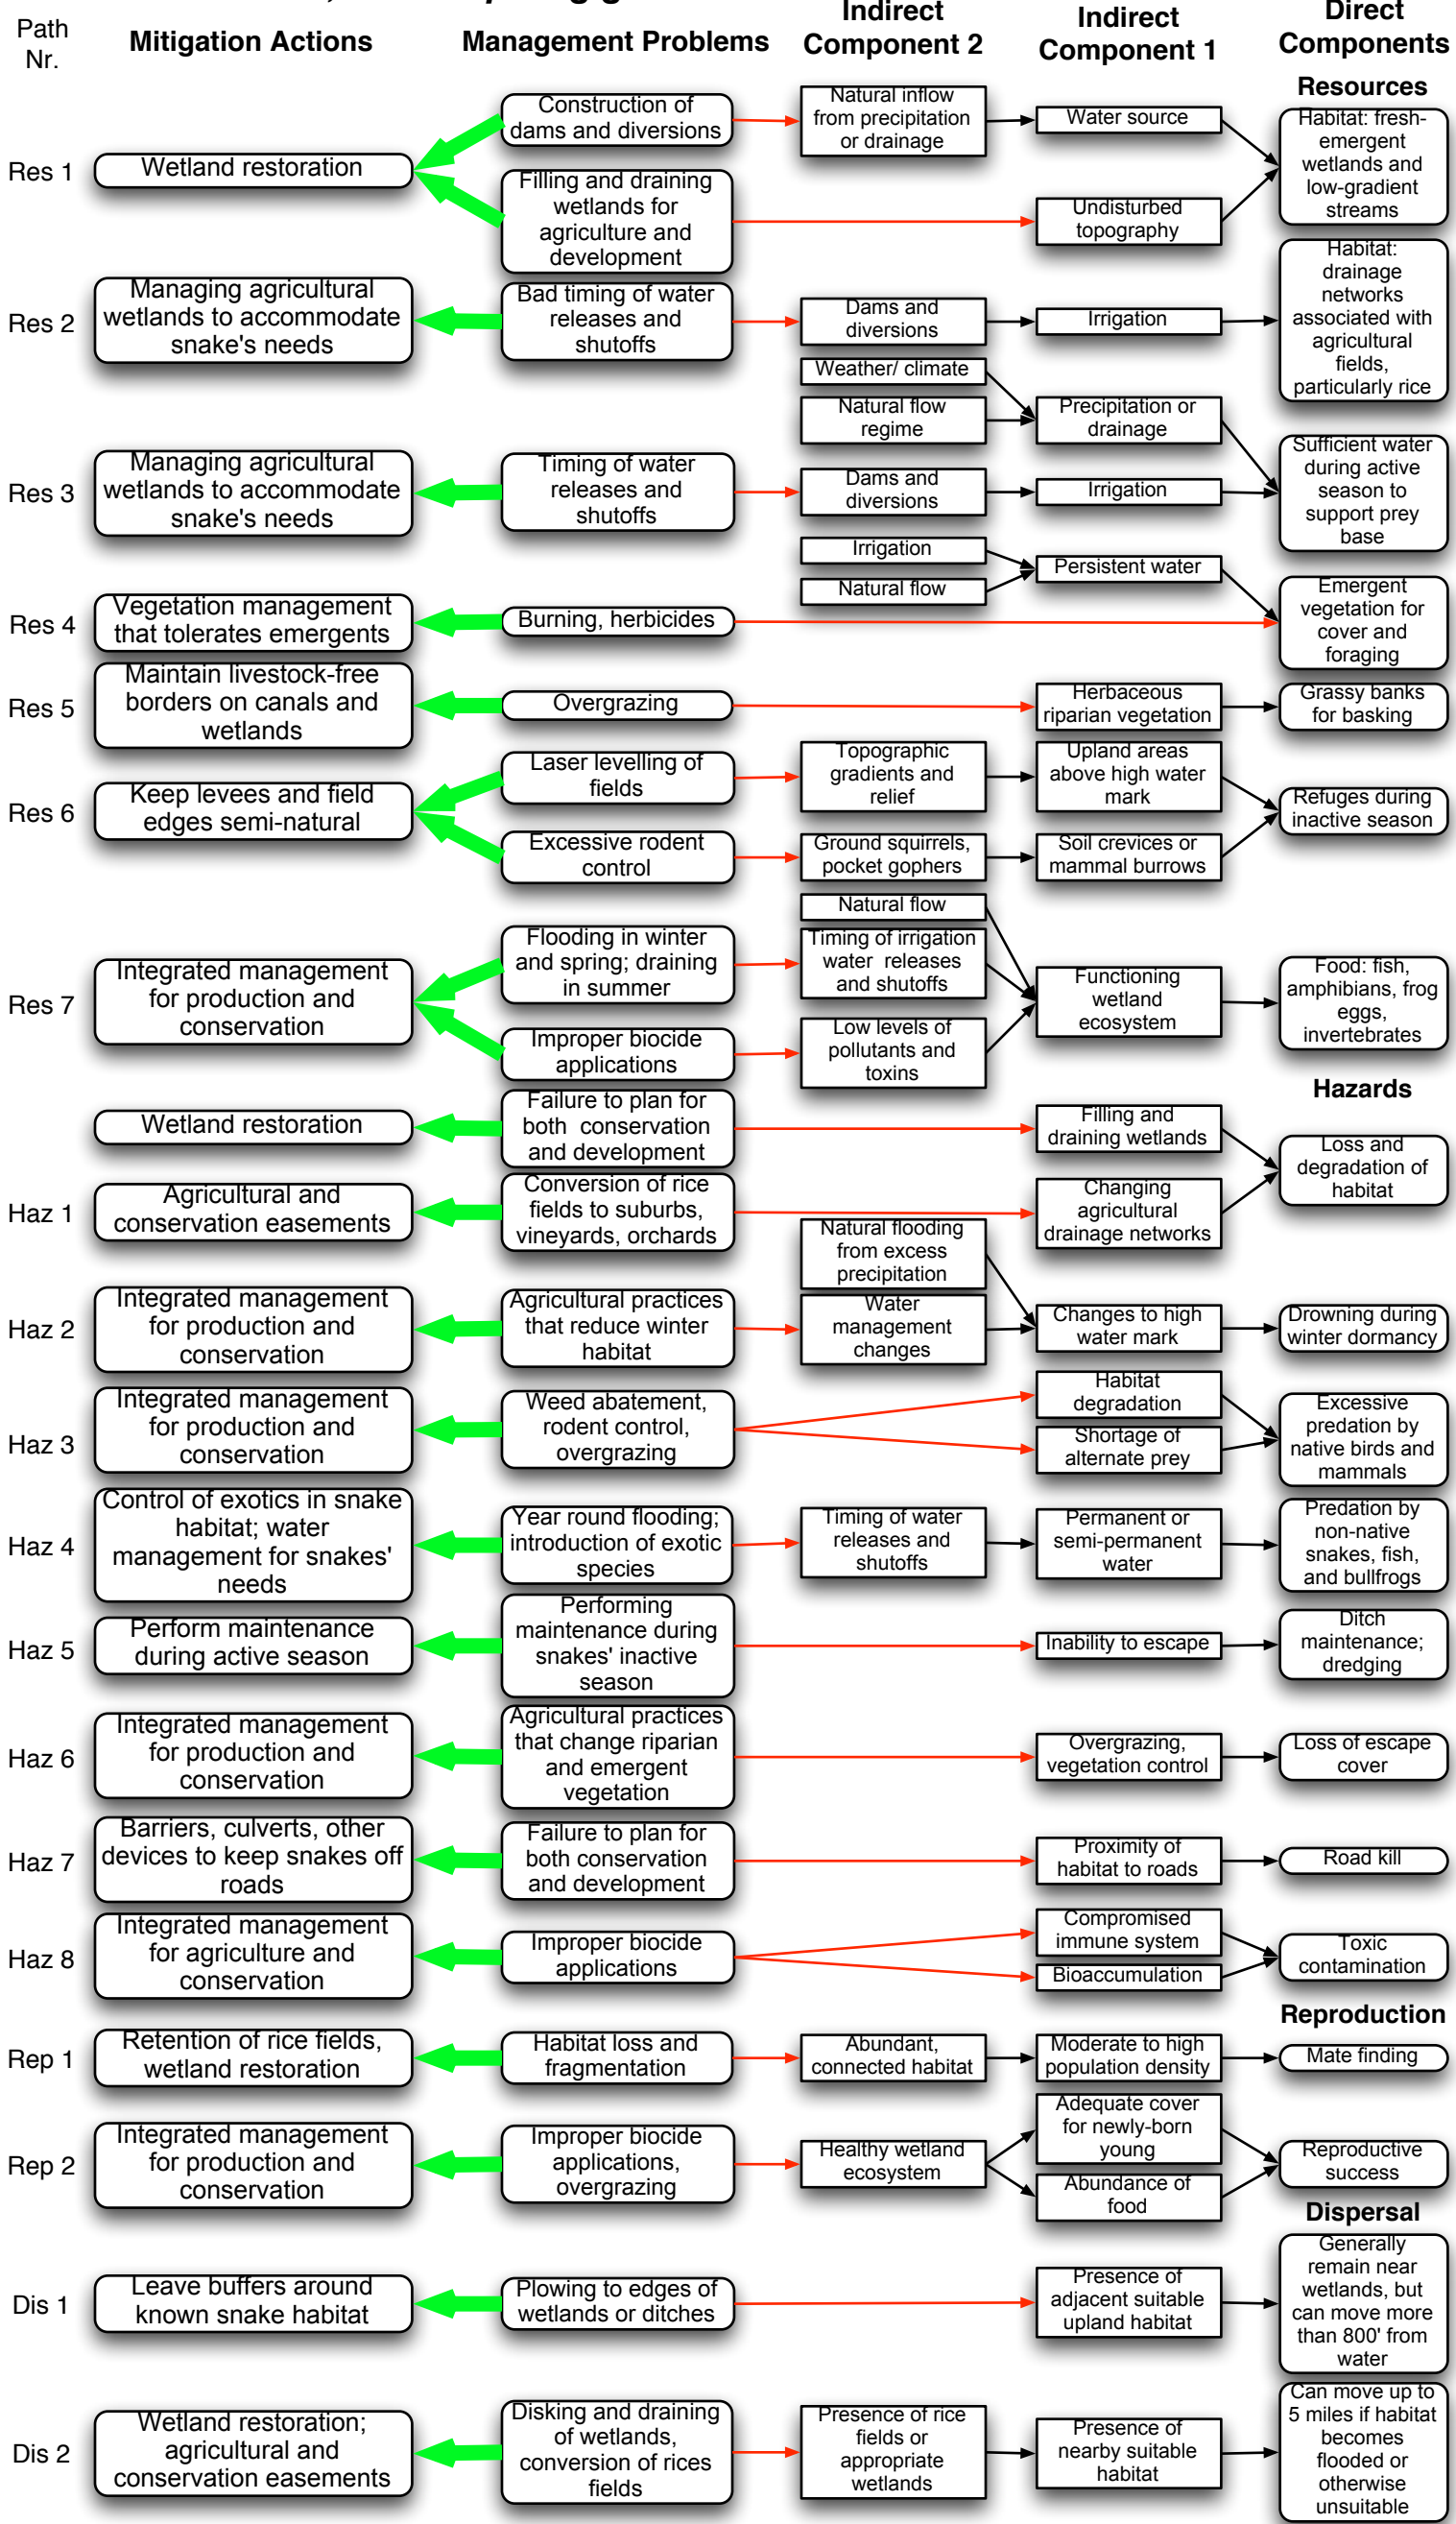 Path
Nr.
Mitigation Actions
Management Problems
Indirect
Component 2
Indirect
Component 1
Direct
Components
Resources
Res 1
Wetland restoration
Construction of
dams and diversions
Filling and draining
wetlands for
agriculture and
development
Natural inflow
from precipitation
or drainage
Water source
Undisturbed
topography
Habitat: fresh-
emergent
wetlands and
low-gradient
streams
Res 2
Managing agricultural
wetlands to accommodate
snake's needs
Bad timing of water
releases and
shutoffs
Dams and
diversions
Irrigation
Habitat:
drainage
networks
associated with
agricultural
fields,
particularly rice
Res 3
Managing agricultural
wetlands to accommodate
snake's needs
Timing of water
releases and
shutoffs
Weather/ climate
Natural flow
regime
Dams and
diversions
Precipitation or
drainage
Irrigation
Sufficient water
during active
season to
support prey
base
Res 4
Vegetation management
that tolerates emergents
Burning, herbicides
Irrigation
Natural flow
Persistent water
Emergent
vegetation for
cover and
foraging
Res 5
Maintain livestock-free
borders on canals and
wetlands
Overgrazing
Herbaceous
riparian vegetation
Grassy banks
for basking
Res 6
Keep levees and field
edges semi-natural
Laser levelling of
fields
Excessive rodent
control
Topographic
gradients and
relief
Ground squirrels,
pocket gophers
Upland areas
above high water
mark
Soil crevices or
mammal burrows
Refuges during
inactive season
Res 7
Integrated management
for production and
conservation
Flooding in winter
and spring; draining
in summer
Improper biocide
applications
Natural flow
Timing of irrigation
water releases
and shutoffs
Low levels of
pollutants and
toxins
Functioning
wetland
ecosystem
Food: fish,
amphibians, frog
eggs,
invertebrates
Hazards
Wetland restoration
Failure to plan for
both conservation
and development
Filling and
draining wetlands
Loss and
degradation of
habitat
Haz 1
Agricultural and
conservation easements
Conversion of rice
fields to suburbs,
vineyards, orchards
Changing
agricultural
drainage networks
Haz 2
Integrated management
for production and
conservation
Agricultural practices
that reduce winter
habitat
Natural flooding
from excess
precipitation
Water
management
changes
Changes to high
water mark
Drowning during
winter dormancy
Haz 3
Integrated management
for production and
conservation
Weed abatement,
rodent control,
overgrazing
Habitat
degradation
Shortage of
alternate prey
Excessive
predation by
native birds and
mammals
Haz 4
Control of exotics in snake
habitat; water
management for snakes'
needs
Year round flooding;
introduction of exotic
species
Timing of water
releases and
shutoffs
Permanent or
semi-permanent
water
Predation by
non-native
snakes, fish,
and bullfrogs
Haz 5
Perform maintenance
during active season
Performing
maintenance during
snakes' inactive
season
Inability to escape
Ditch
maintenance;
dredging
Haz 6
Integrated management
for production and
conservation
Agricultural practices
that change riparian
and emergent
vegetation
Overgrazing,
vegetation control
Loss of escape
cover
Haz 7
Barriers, culverts, other
devices to keep snakes off
roads
Failure to plan for
both conservation
and development
Proximity of
habitat to roads
Road kill
Haz 8
Integrated management
for agriculture and
conservation
Improper biocide
applications
Compromised
immune system
Bioaccumulation
Toxic
contamination
Reproduction
Rep 1
Retention of rice fields,
wetland restoration
Habitat loss and
fragmentation
Abundant,
connected habitat
Moderate to high
population density
Mate finding
Rep 2
Integrated management
for production and
conservation
Improper biocide
applications,
overgrazing
Healthy wetland
ecosystem
Adequate cover
for newly-born
young
Abundance of
food
Reproductive
success
Dispersal
Dis 1
Leave buffers around
known snake habitat
Plowing to edges of
wetlands or ditches
Presence of
adjacent suitable
upland habitat
Generally
remain near
wetlands, but
can move more
than 800' from
water
Dis 2
Wetland restoration;
agricultural and
conservation easements
Disking and draining
of wetlands,
conversion of rices
fields
Presence of rice
fields or
appropriate
wetlands
Presence of
nearby suitable
habitat
Can move up to
5 miles if habitat
becomes
flooded or
otherwise
unsuitable